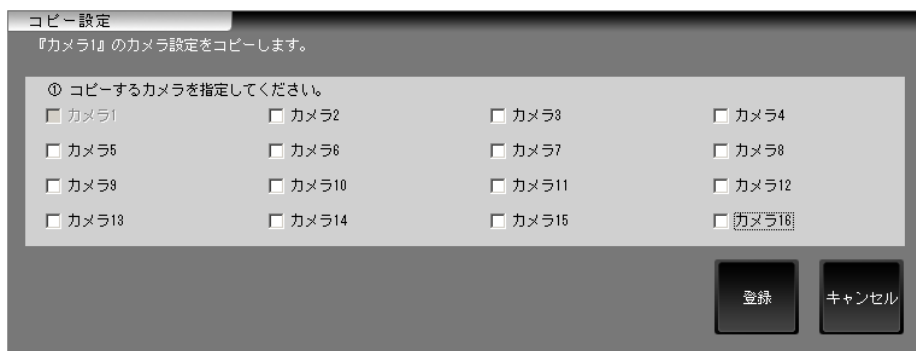 コピー設定
『カメラ1』のカメラ設定をコピーします。
① コピーするカメラを指定してください。
カメラ1 カメラ2 カメラ3 カメラ4
カメラ5 カメラ6 カメラ7 カメラ8
カメラ9 カメラ10 カメラ11 カメラ12
カメラ13 カメラ14 カメラ15 カメラ16
登録 キャンセル